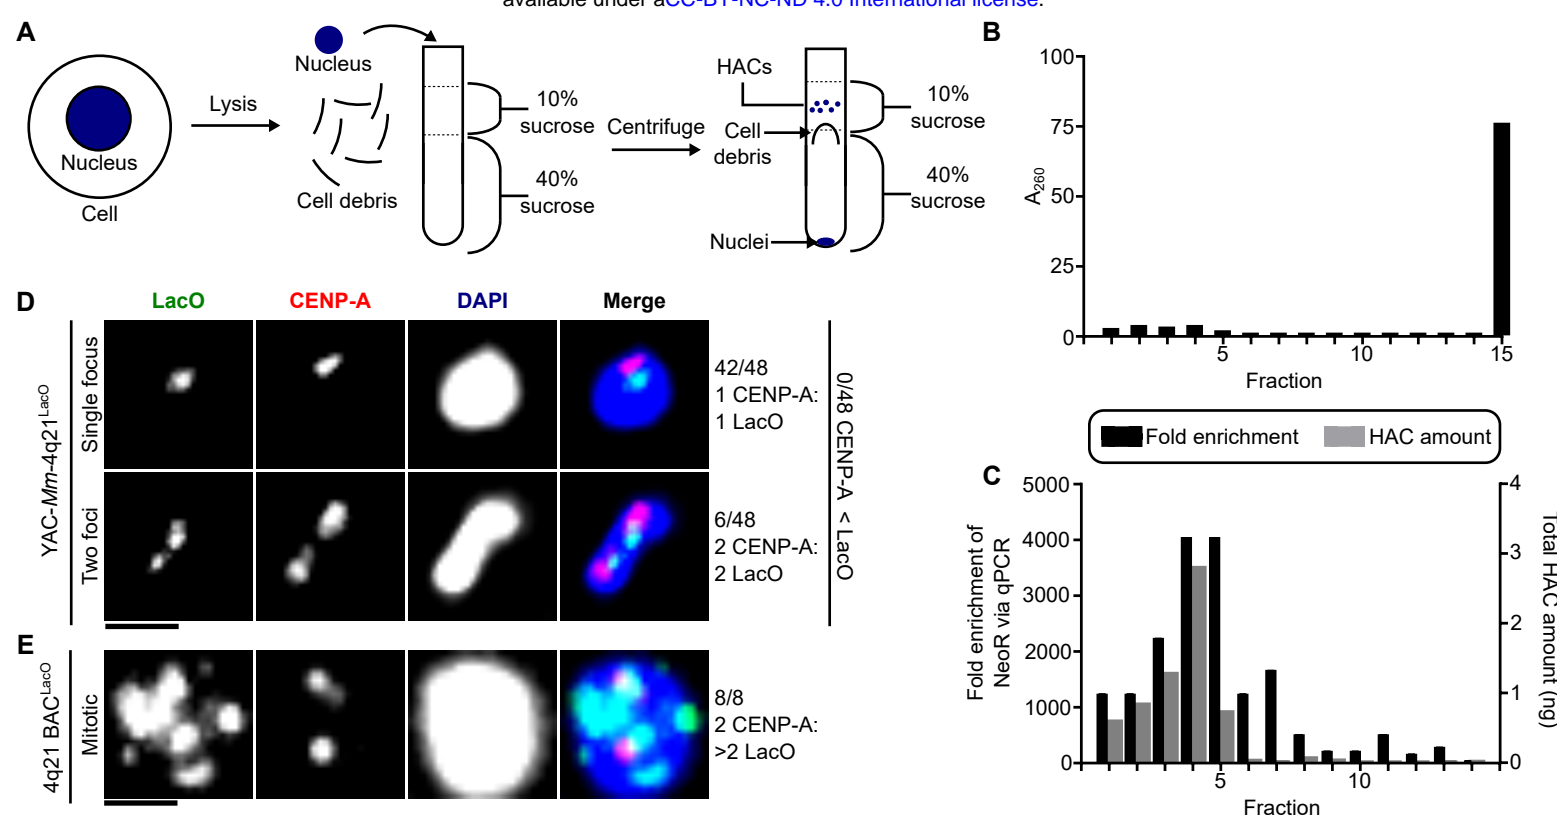 available under aCC-BY-NC-ND 4.0 International license.
A
Nucleus
Cell
Lysis
Nucleus
Cell debris
10%
sucrose
40%
sucrose
Centrifuge
HACs
Cell
debris
Nuclei
10%
sucrose
40%
sucrose
B
A260
100
75
50
25
0
5
10
15
Fraction
Fold enrichment
HAC amount
C
Fold enrichment of
NeoR via qPCR
5000
4000
3000
2000
1000
0
5
10
Fraction
4
3
2
1
0
Total HAC amount (ng)
D
LacO
CENP-A
DAPI
Merge
YAC-Mm-4q21LacO
Single focus
42/48
1 CENP-A:
1 LacO
Two foci
6/48
2 CENP-A:
2 LacO
0/48 CENP-A < LacO
E
4q21 BACLacO
Mitotic
8/8
2 CENP-A:
>2 LacO